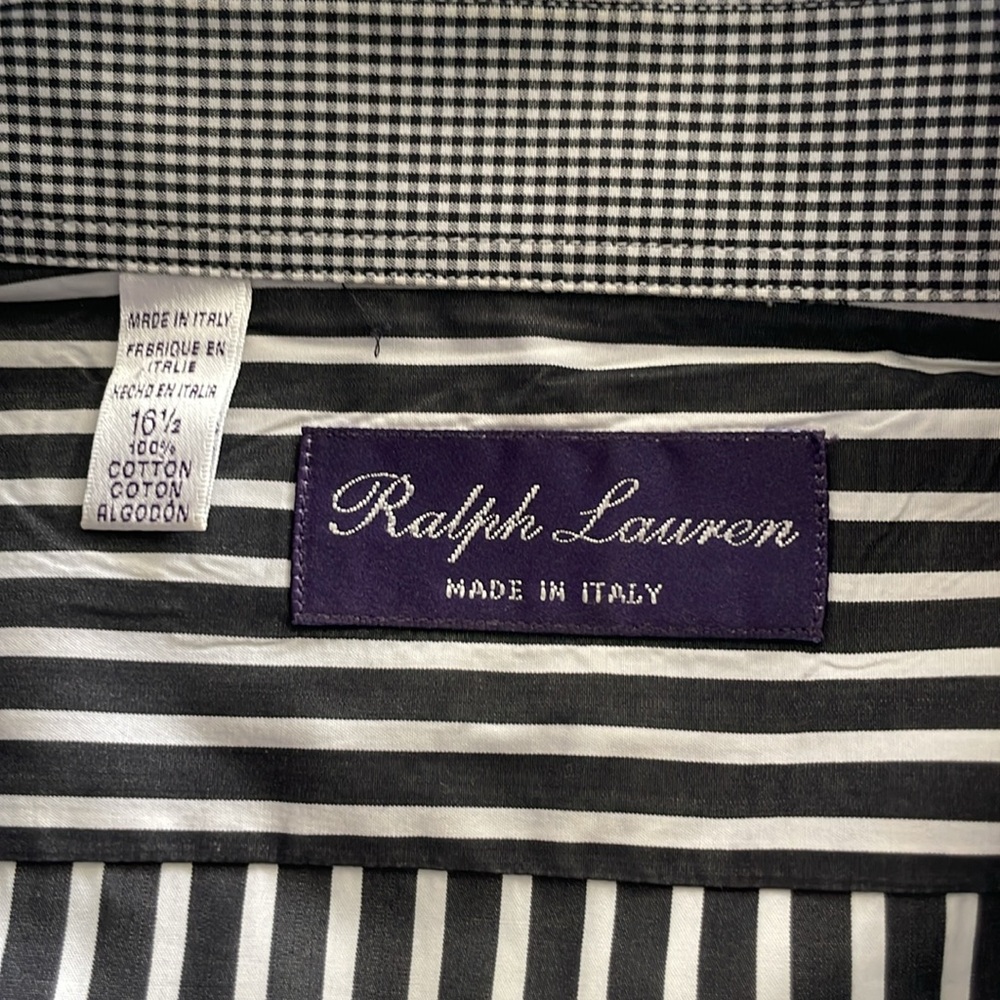 MADE IN ITALY
FABRIQUE EN
ITALIE
HECHO EN ITALIA
16½
100%
COTTON
COTON
ALGODÓN
Ralph Lauren
MADE IN ITALY